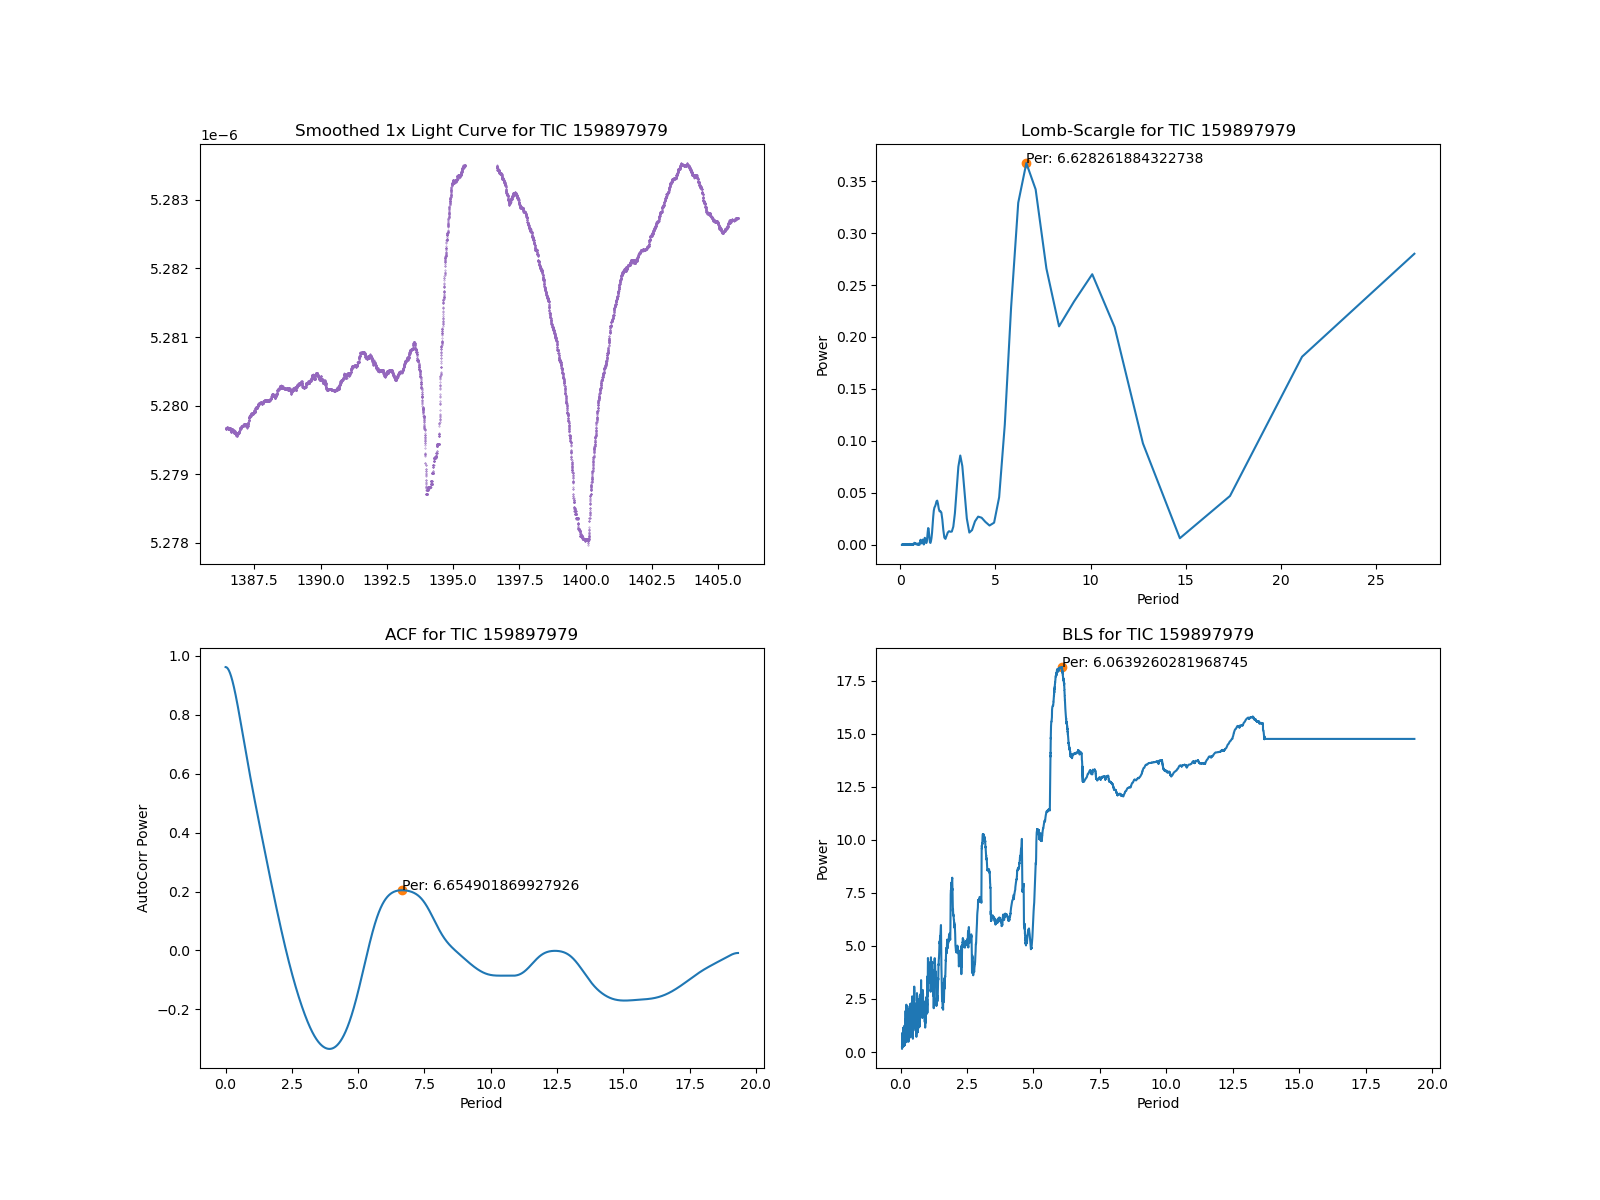 Smoothed 1x Light Curve for TIC 159897979
1e−6
5.283
5.282
5.281
5.280
5.279
5.278
1387.5 1390.0 1392.5 1395.0 1397.5 1400.0 1402.5 1405.0
Lomb-Scargle for TIC 159897979
Per: 6.628261884322738
Power
0.35
0.30
0.25
0.20
0.15
0.10
0.05
0.00
0 5 10 15 20 25
Period
ACF for TIC 159897979
Per: 6.654901869927926
AutoCorr Power
1.0
0.8
0.6
0.4
0.2
0.0
−0.2
0.0 2.5 5.0 7.5 10.0 12.5 15.0 17.5 20.0
Period
BLS for TIC 159897979
Per: 6.0639260281968745
Power
17.5
15.0
12.5
10.0
7.5
5.0
2.5
0.0
0.0 2.5 5.0 7.5 10.0 12.5 15.0 17.5 20.0
Period